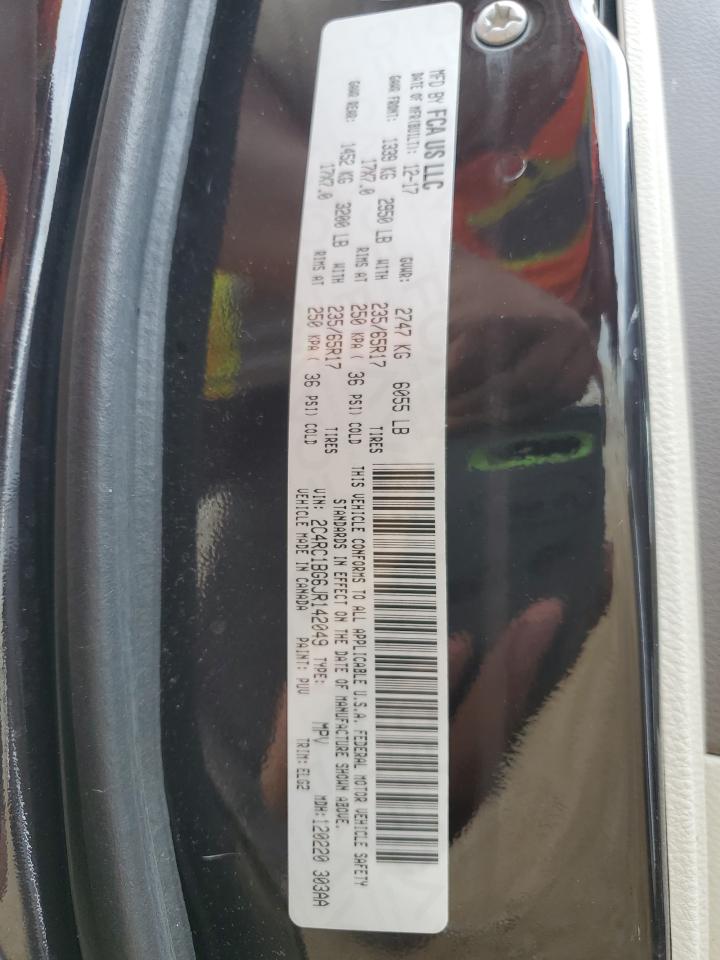 MFD BY FCA US LLC
DATE OF MFR(BUILT): 12-17 GVWR: 2747 KG 6055 LB
GAWR FRONT: 1339 KG 2950 LB WITH 235/65R17 TIRES
17X7.0 RIMS AT 250 KPA ( 36 PSI) COLD
GAWR REAR: 1452 KG 3200 LB WITH 235/65R17 TIRES
17X7.0 RIMS AT 250 KPA ( 36 PSI) COLD
THIS VEHICLE CONFORMS TO ALL APPLICABLE U.S.A. FEDERAL MOTOR VEHICLE SAFETY
STANDARDS IN EFFECT ON THE DATE OF MANUFACTURE SHOWN ABOVE.
VIN: 2C4RC1BG6JR142049 TYPE: MPV MDH:120220 303AA
VEHICLE MADE IN CANADA PAINT: PUV TRIM: ELG2